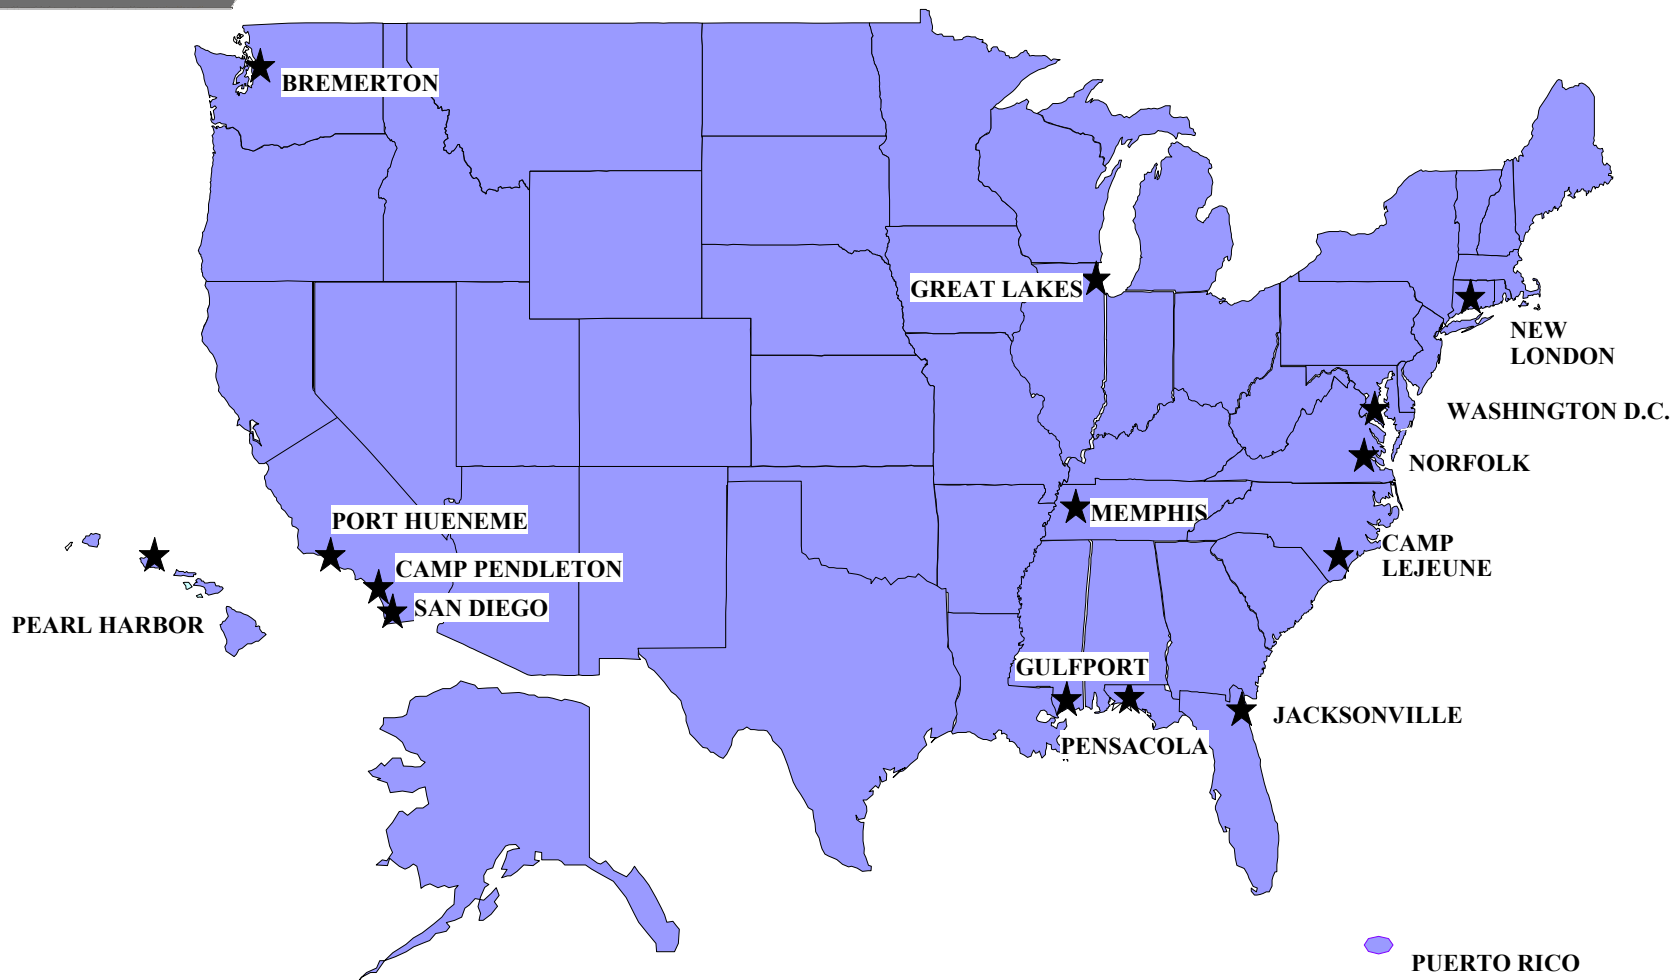 BREMERTON
GREAT LAKES
NEW
LONDON
WASHINGTON D.C.
NORFOLK
MEMPHIS
PORT HUENEME
CAMP
LEJEUNE
CAMP PENDLETON
SAN DIEGO
PEARL HARBOR
GULFPORT
JACKSONVILLE
PENSACOLA
PUERTO RICO